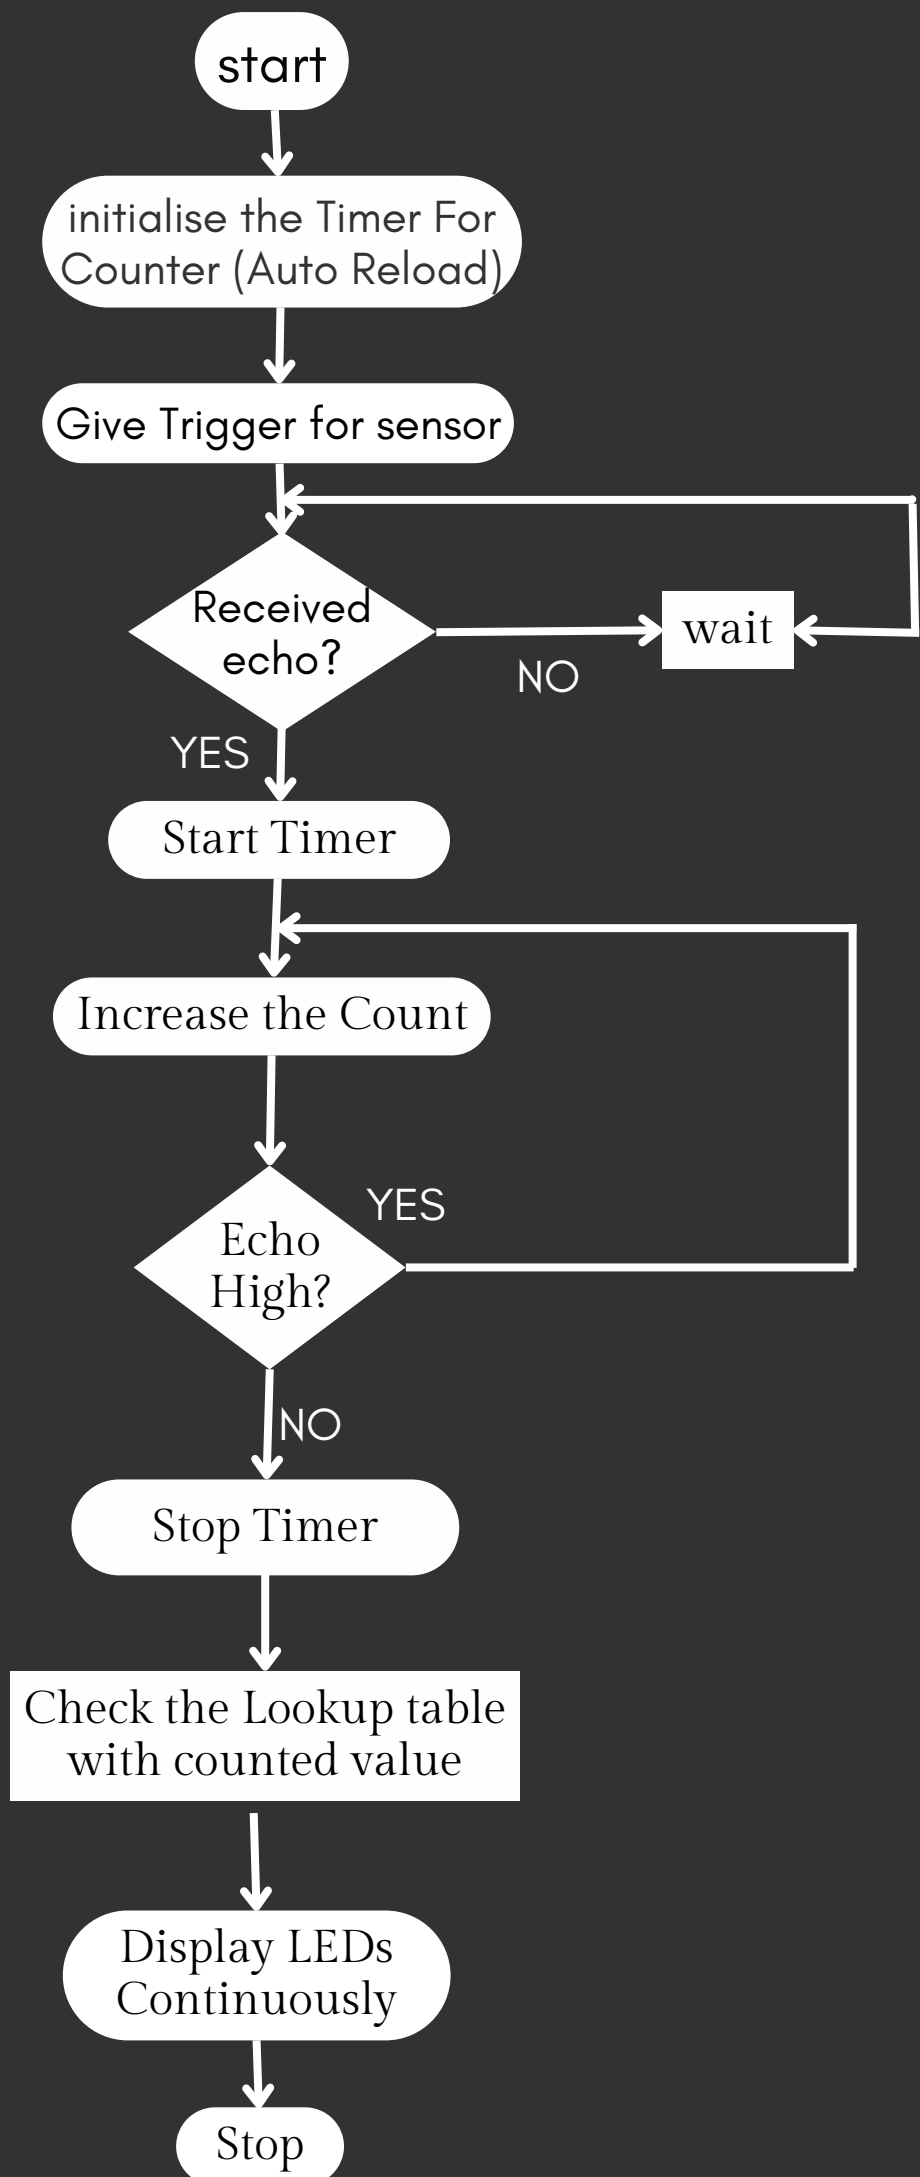 start
initialise the Timer For
Counter (Auto Reload)
Give Trigger for sensor
Received
echo?
wait
NO
YES
Start Timer
Increase the Count
YES
Echo
High?
NO
Stop Timer
Check the Lookup table
with counted value
Display LEDs
Continuously
Stop